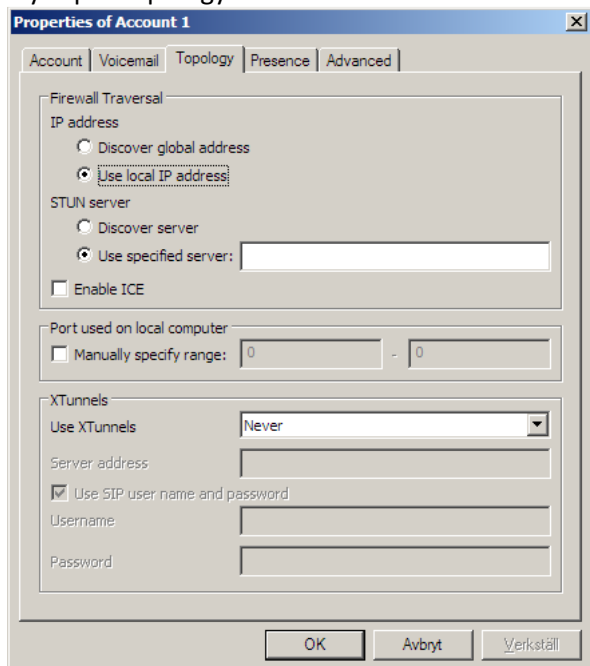 Properties of Account 1
Account Voicemail Topology Presence Advanced
Firewall Traversal
IP address
Discover global address
Use local IP address
STUN server
Discover server
Use specified server:
Enable ICE
Port used on local computer
Manually specify range: 0 - 0
XTunnels
Use XTunnels Never
Server address
Use SIP user name and password
Username
Password
OK Avbryt Verkställ